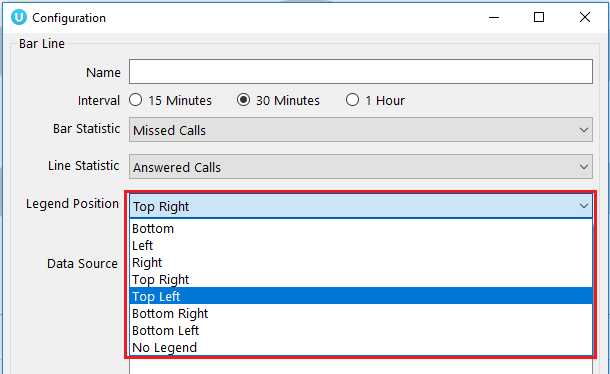 U Configuration
Bar Line
Name
Interval 15 Minutes 30 Minutes 1 Hour
Bar Statistic Missed Calls
Line Statistic Answered Calls
Legend Position Top Right
Bottom
Left
Right
Data Source
Top Right
Top Left
Bottom Right
Bottom Left
No Legend